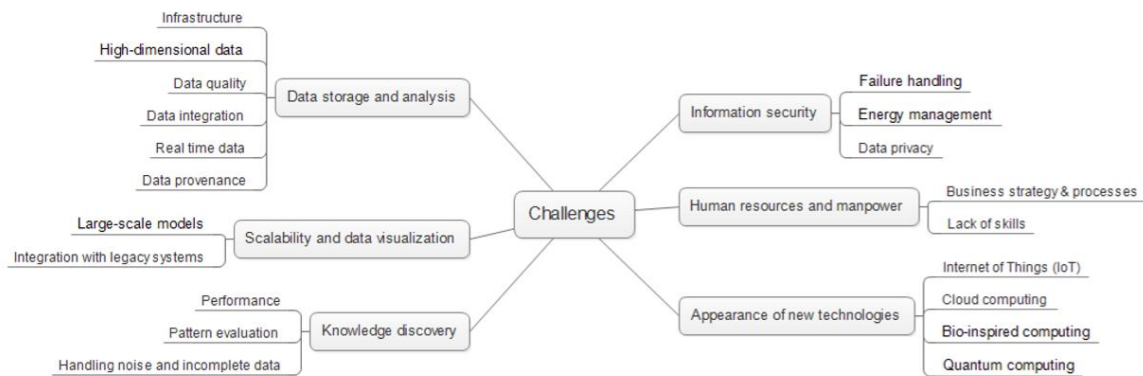 Infrastructure
High-dimensional data
Data quality
Data integration
Real time data
Data provenance
Data storage and analysis
Large-scale models
Integration with legacy systems
Scalability and data visualization
Performance
Pattern evaluation
Handling noise and incomplete data
Knowledge discovery
Challenges
Information security
Failure handling
Energy management
Data privacy
Human resources and manpower
Business strategy & processes
Lack of skills
Appearance of new technologies
Internet of Things (IoT)
Cloud computing
Bio-inspired computing
Quantum computing